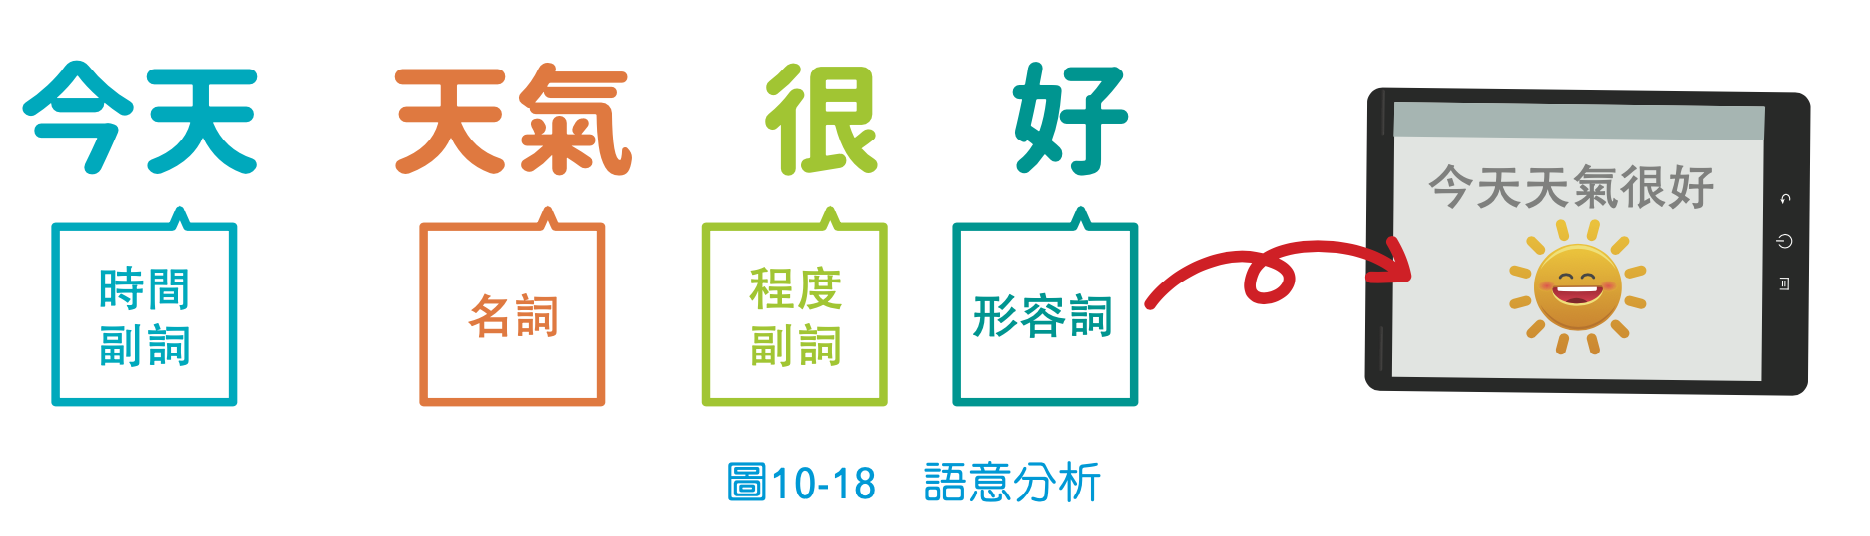 今天 天氣 很 好
時間
副詞
名詞
程度
副詞
形容詞
今天天氣很好
圖10-18 語意分析